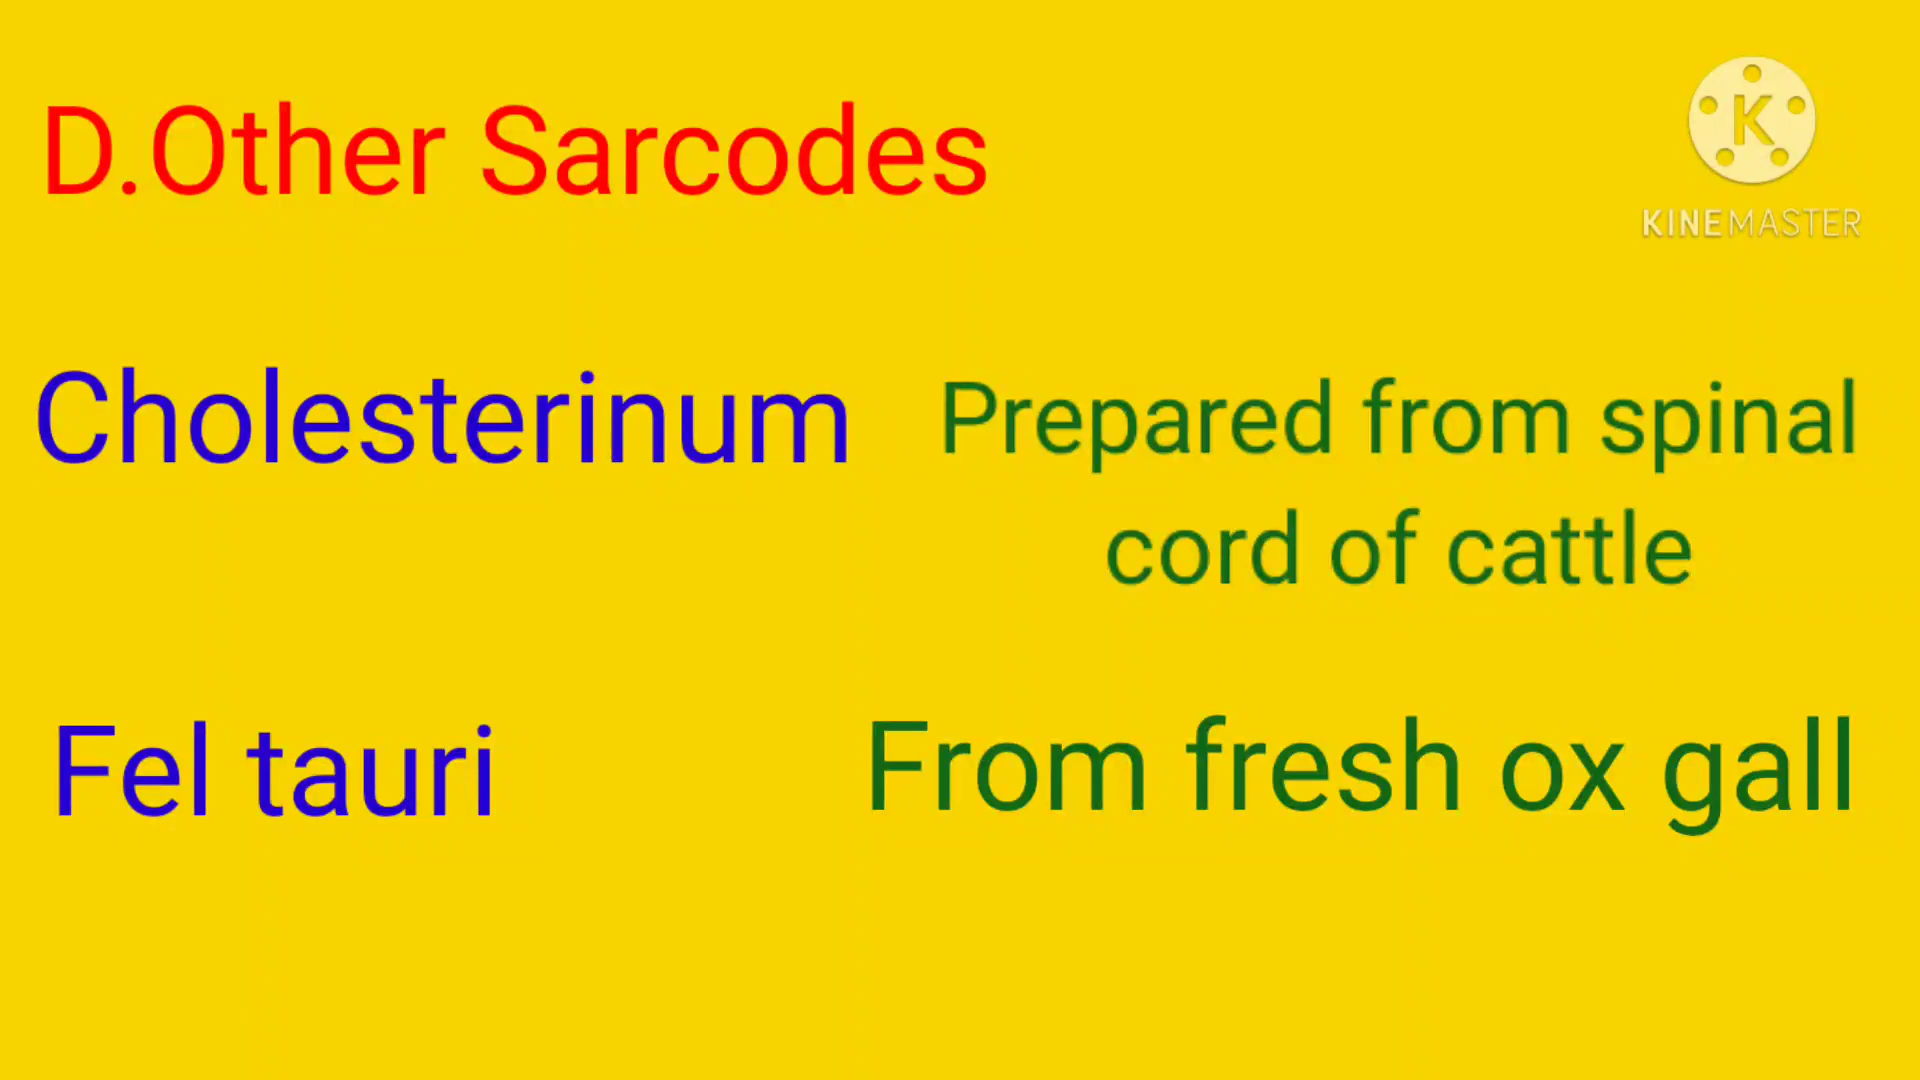 D.Other Sarcodes
K
KINEMASTER
Cholesterinum
Prepared from spinal
cord of cattle
Fel tauri
From fresh ox gall